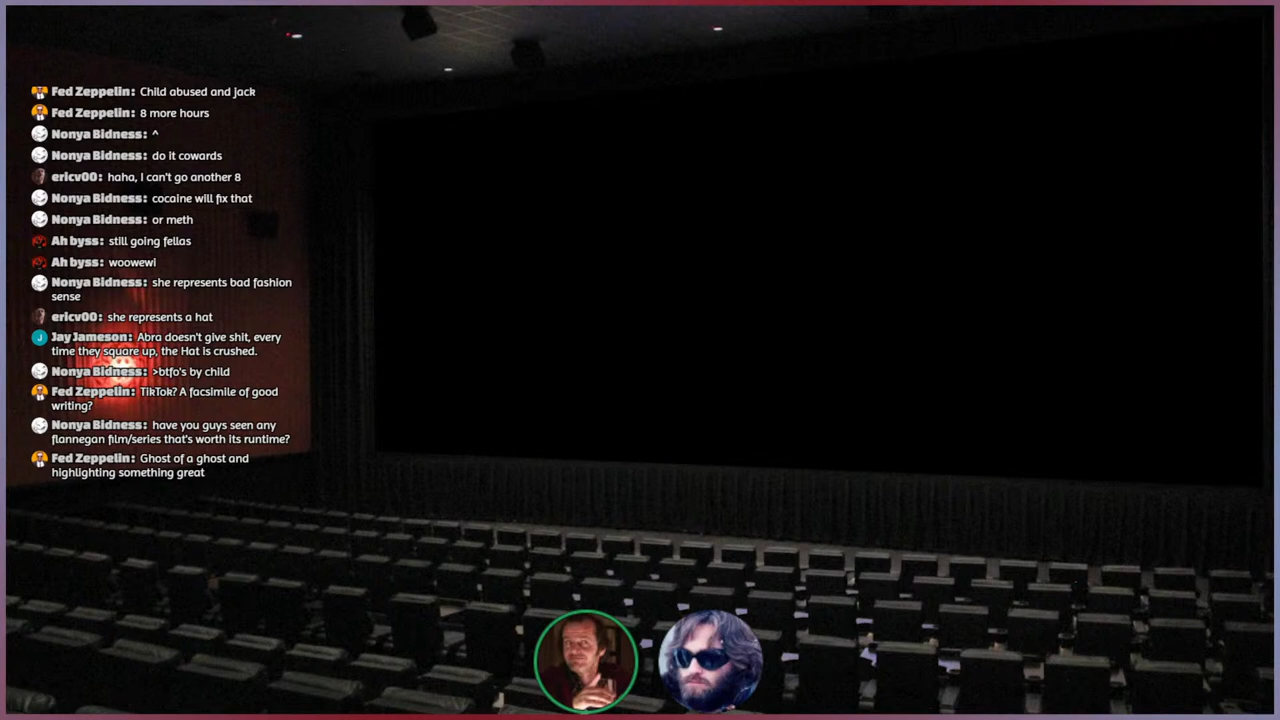 Fed Zeppelin: Child abused and jack
Fed Zeppelin: 8 more hours
Nonya Bidness: ^
Nonya Bidness: do it cowards
ericv00: haha, I can't go another 8
Nonya Bidness: cocaine will fix that
Nonya Bidness: or meth
Ah byss: still going fellas
Ah byss: woowewi
Nonya Bidness: she represents bad fashion
sense
ericv00: she represents a hat
J Jay Jameson: Abra doesn't give shit, every
time they square up, the Hat is crushed.
Nonya Bidness: >btfo's by child
Fed Zeppelin: TikTok? A facsimile of good
writing?
Nonya Bidness: have you guys seen any
flannegan film/series that's worth its runtime?
Fed Zeppelin: Ghost of a ghost and
highlighting something great